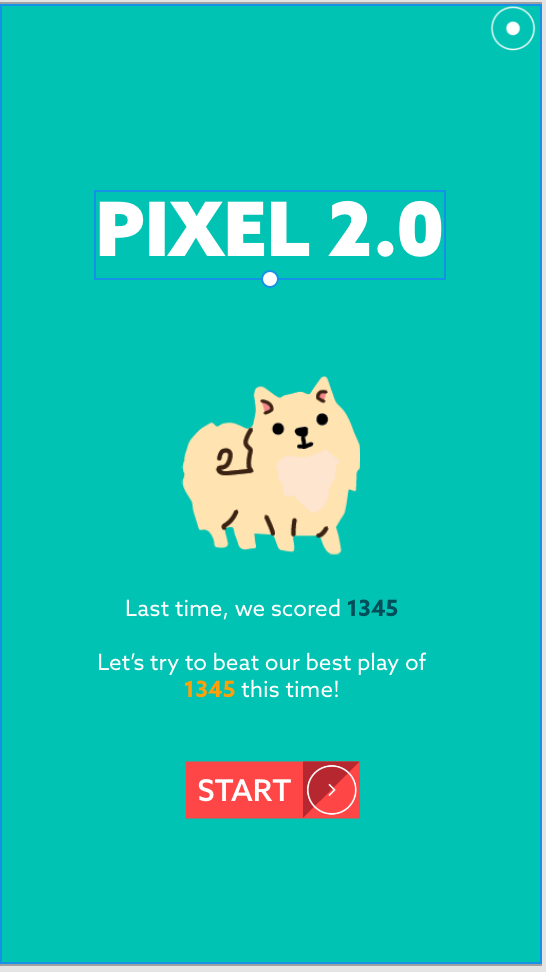 PIXEL 2.0
Last time, we scored 1345
Let's try to beat our best play of
1345 this time!
START